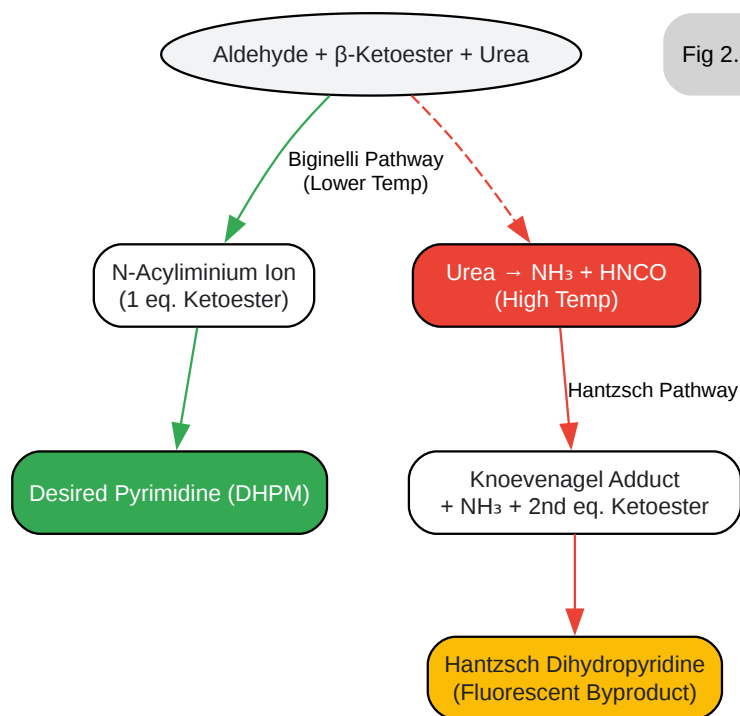 Aldehyde + β-Ketoester + Urea
Fig 2.
Biginelli Pathway
(Lower Temp)
N-Acyliminium Ion
(1 eq. Ketoester)
Urea → NH₃ + HNCO
(High Temp)
Hantzsch Pathway
Desired Pyrimidine (DHPM)
Knoevenagel Adduct
+ NH₃ + 2nd eq. Ketoester
Hantzsch Dihydropyridine
(Fluorescent Byproduct)